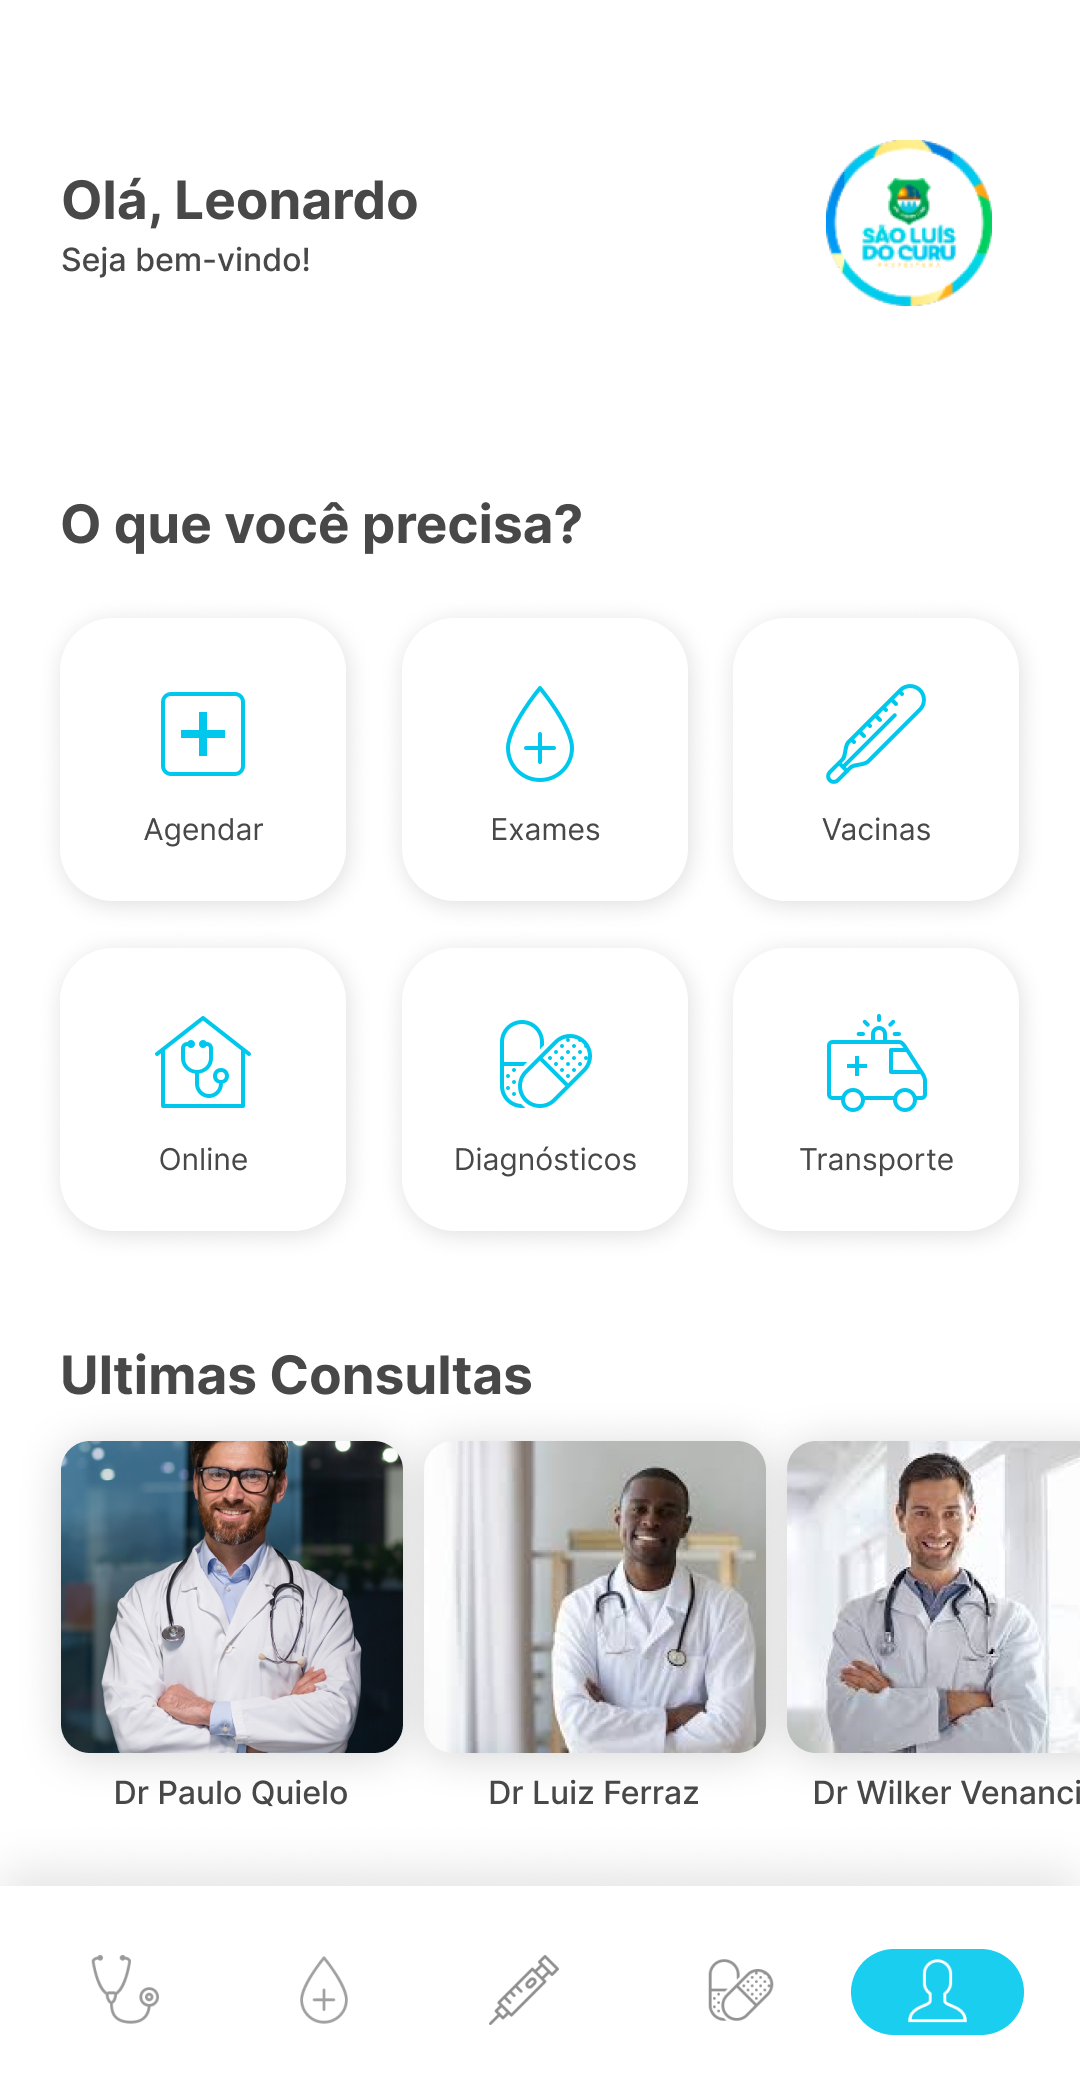 Olá, Leonardo
Seja bem-vindo!
SÃO LUÍS
DO CURU
O que você precisa?
Agendar
Exames
Vacinas
Online
Diagnósticos
Transporte
Ultimas Consultas
Dr Paulo Quielo
Dr Luiz Ferraz
Dr Wilker Venanci